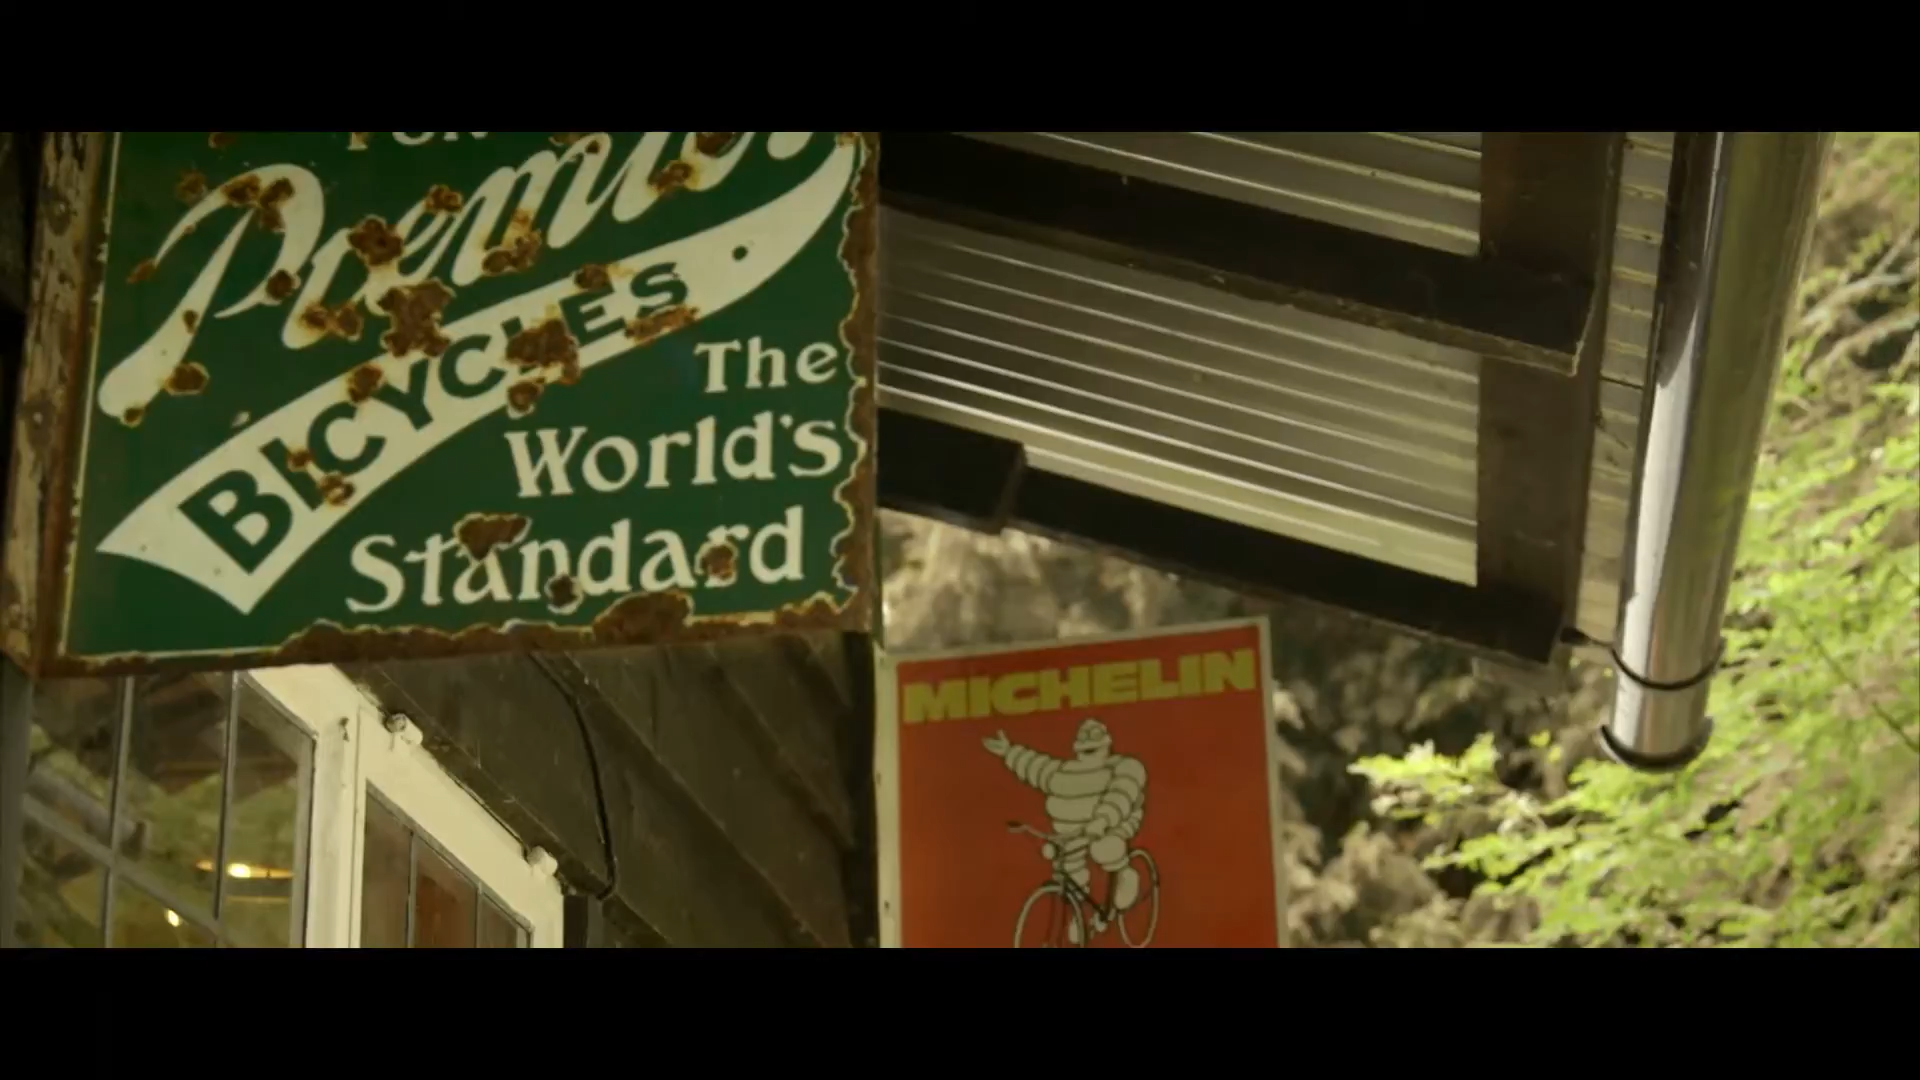 Premier
BICYCLES
The
World's
Standard
MICHELIN